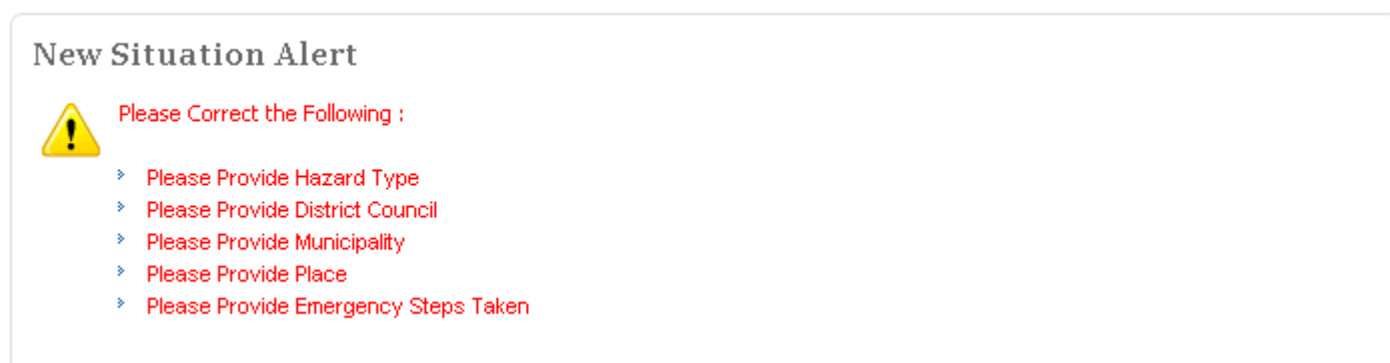 New Situation Alert
Please Correct the Following :
Please Provide Hazard Type
Please Provide District Council
Please Provide Municipality
Please Provide Place
Please Provide Emergency Steps Taken